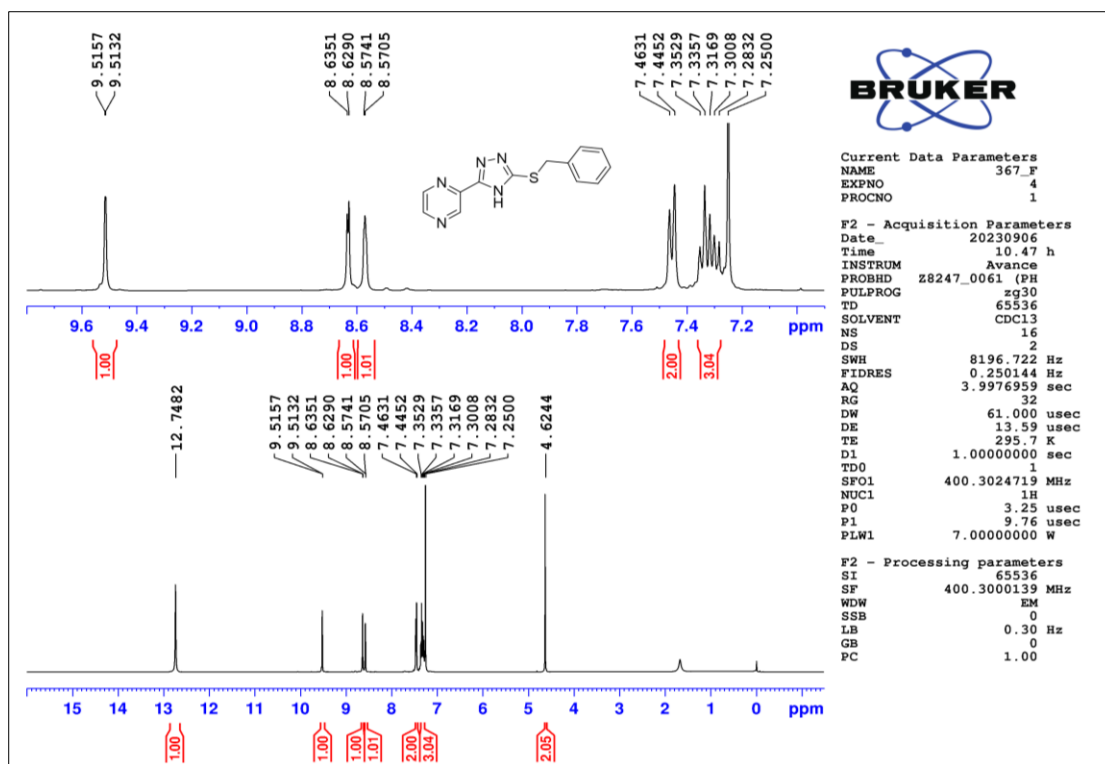 9.5157
9.5132
8.6351
8.6290
8.5741
8.5705
7.4631
7.4452
7.3529
7.3357
7.3169
7.3008
7.2832
7.2500
N N
N
N
N
H
S
9.6 9.4 9.2 9.0 8.8 8.6 8.4 8.2 8.0 7.8 7.6 7.4 7.2 ppm
1.00
1.00
1.01
2.00
3.04
12.7482
9.5157
9.5132
8.6351
8.6290
8.5741
8.5705
7.4631
7.4452
7.3529
7.3357
7.3169
7.3008
7.2832
7.2500
4.6244
15 14 13 12 11 10 9 8 7 6 5 4 3 2 1 0 ppm
1.00
1.00
1.00
1.01
2.00
3.04
2.05
BRUKER
Current Data Parameters
NAME 367_F
EXPNO 4
PROCNO 1
F2 - Acquisition Parameters
Date_ 20230906
Time 10.47 h
INSTRUM Avance
PROBHD Z8247_0061 (PH
PULPROG zg30
TD 65536
SOLVENT CDCl3
NS 16
DS 2
SWH 8196.722 Hz
FIDRES 0.250144 Hz
AQ 3.9976959 sec
RG 32
DW 61.000 usec
DE 13.59 usec
TE 295.7 K
D1 1.00000000 sec
TD0 1
SFO1 400.3024719 MHz
NUC1 1H
P0 3.25 usec
P1 9.76 usec
PLW1 7.00000000 W
F2 - Processing parameters
SI 65536
SF 400.3000139 MHz
WDW EM
SSB 0
LB 0.30 Hz
GB 0
PC 1.00